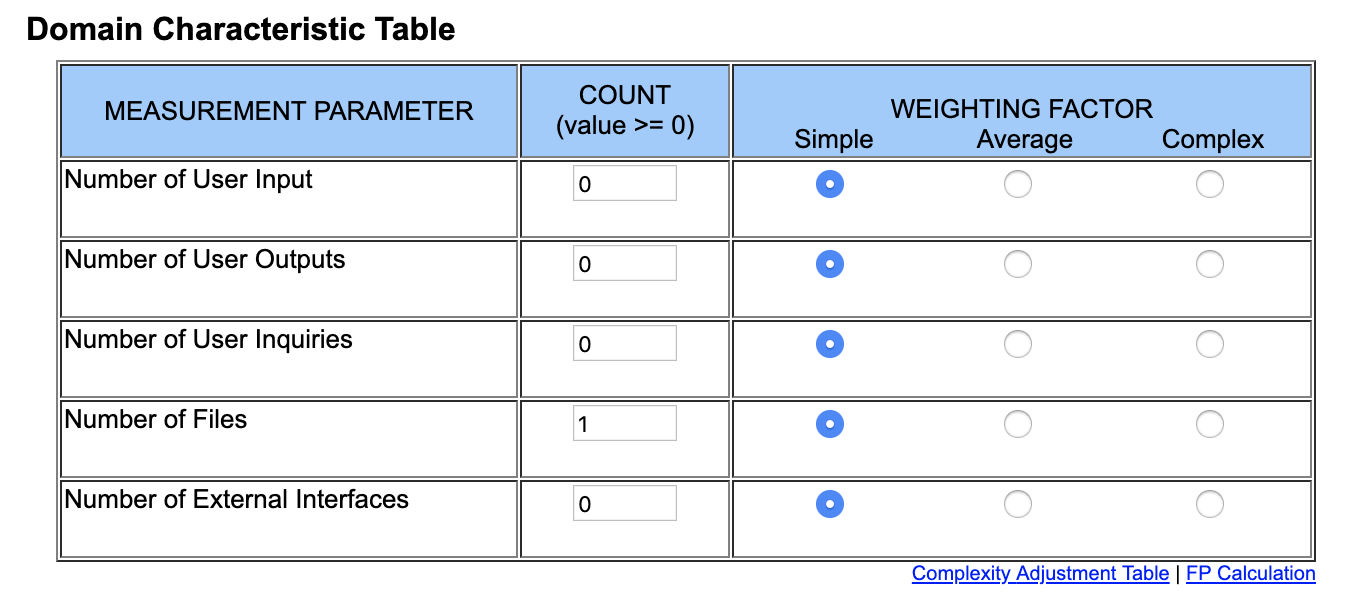 Domain Characteristic Table
MEASUREMENT PARAMETER
COUNT
(value >= 0)
WEIGHTING FACTOR
Simple Average Complex
Number of User Input 0
Number of User Outputs 0
Number of User Inquiries 0
Number of Files 1
Number of External Interfaces 0
Complexity Adjustment Table | FP Calculation